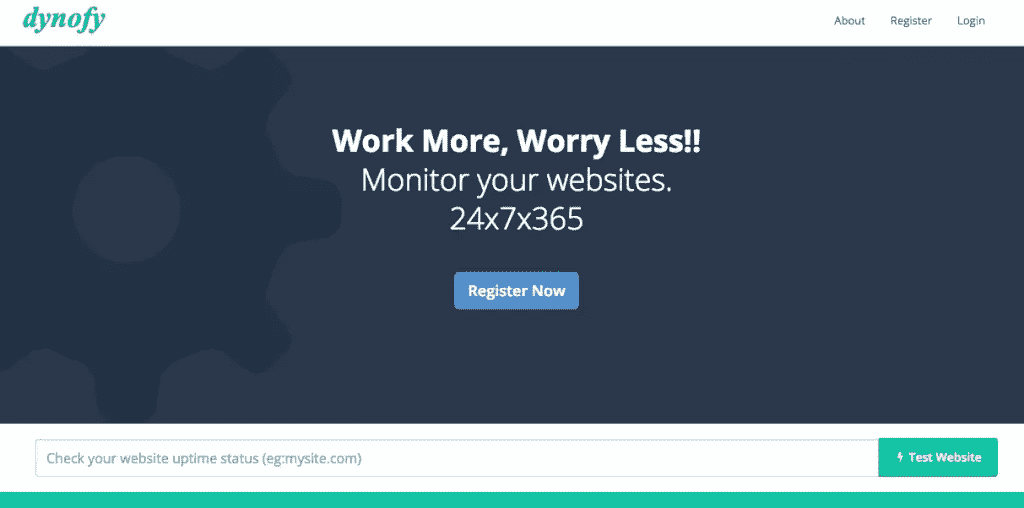 dynofy
About Register Login
Work More, Worry Less!!
Monitor your websites.
24x7x365
Register Now
Check your website uptime status (eg:mysite.com)
Test Website